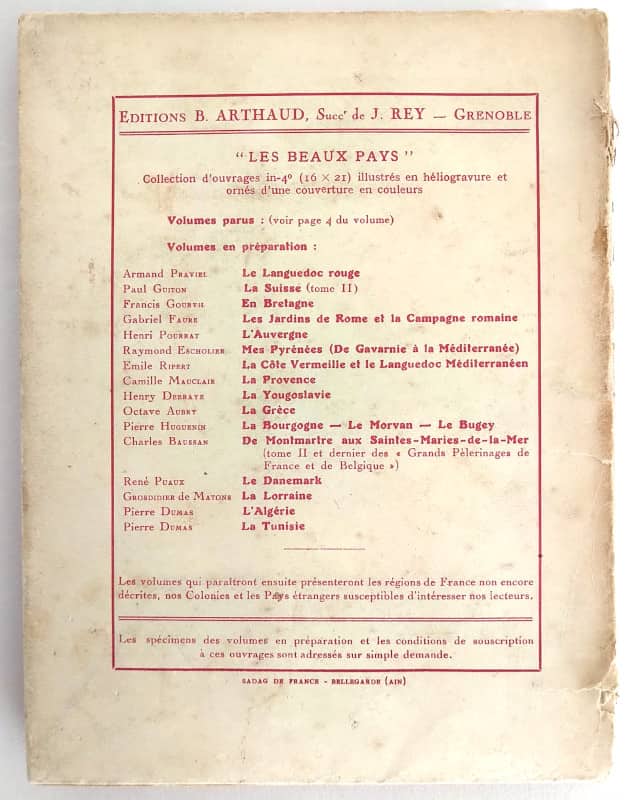 EDITIONS B. ARTHAUD, Succr de J. REY — GRENOBLE
“ LES BEAUX PAYS ”
Collection d'ouvrages in-4º (16 × 21) illustrés en héliogravure et
ornés d'une couverture en couleurs
Volumes parus : (voir page 4 du volume)
Volumes en préparation :
Armand PRAVIEL Le Languedoc rouge
Paul GUITON La Suisse (tome II)
Francis GOURVIL En Bretagne
Gabriel FAURE Les Jardins de Rome et la Campagne romaine
Henri POURRAT L'Auvergne
Raymond ESCHOLIER Mes Pyrénées (De Gavarnie à la Méditerranée)
Emile RIPERT La Côte Vermeille et le Languedoc Méditerranéen
Camille MAUCLAIR La Provence
Henry DERRAYE La Yougoslavie
Octave AUBRY La Grèce
Pierre HUGUENIN La Bourgogne — Le Morvan — Le Bugey
Charles BAUSSAN De Montmartre aux Saintes-Maries-de-la-Mer
(tome II et dernier des « Grands Pèlerinages de
France et de Belgique »)
René PUAUX Le Danemark
GROSDIDIER de MATONS La Lorraine
Pierre DUMAS L'Algérie
Pierre DUMAS La Tunisie
Les volumes qui paraîtront ensuite présenteront les régions de France non encore
décrites, nos Colonies et les Pays étrangers susceptibles d'intéresser nos lecteurs.
Les spécimens des volumes en préparation et les conditions de souscription
à ces ouvrages sont adressés sur simple demande.
SADAG DE FRANCE - BELLEGARDE (AIN)